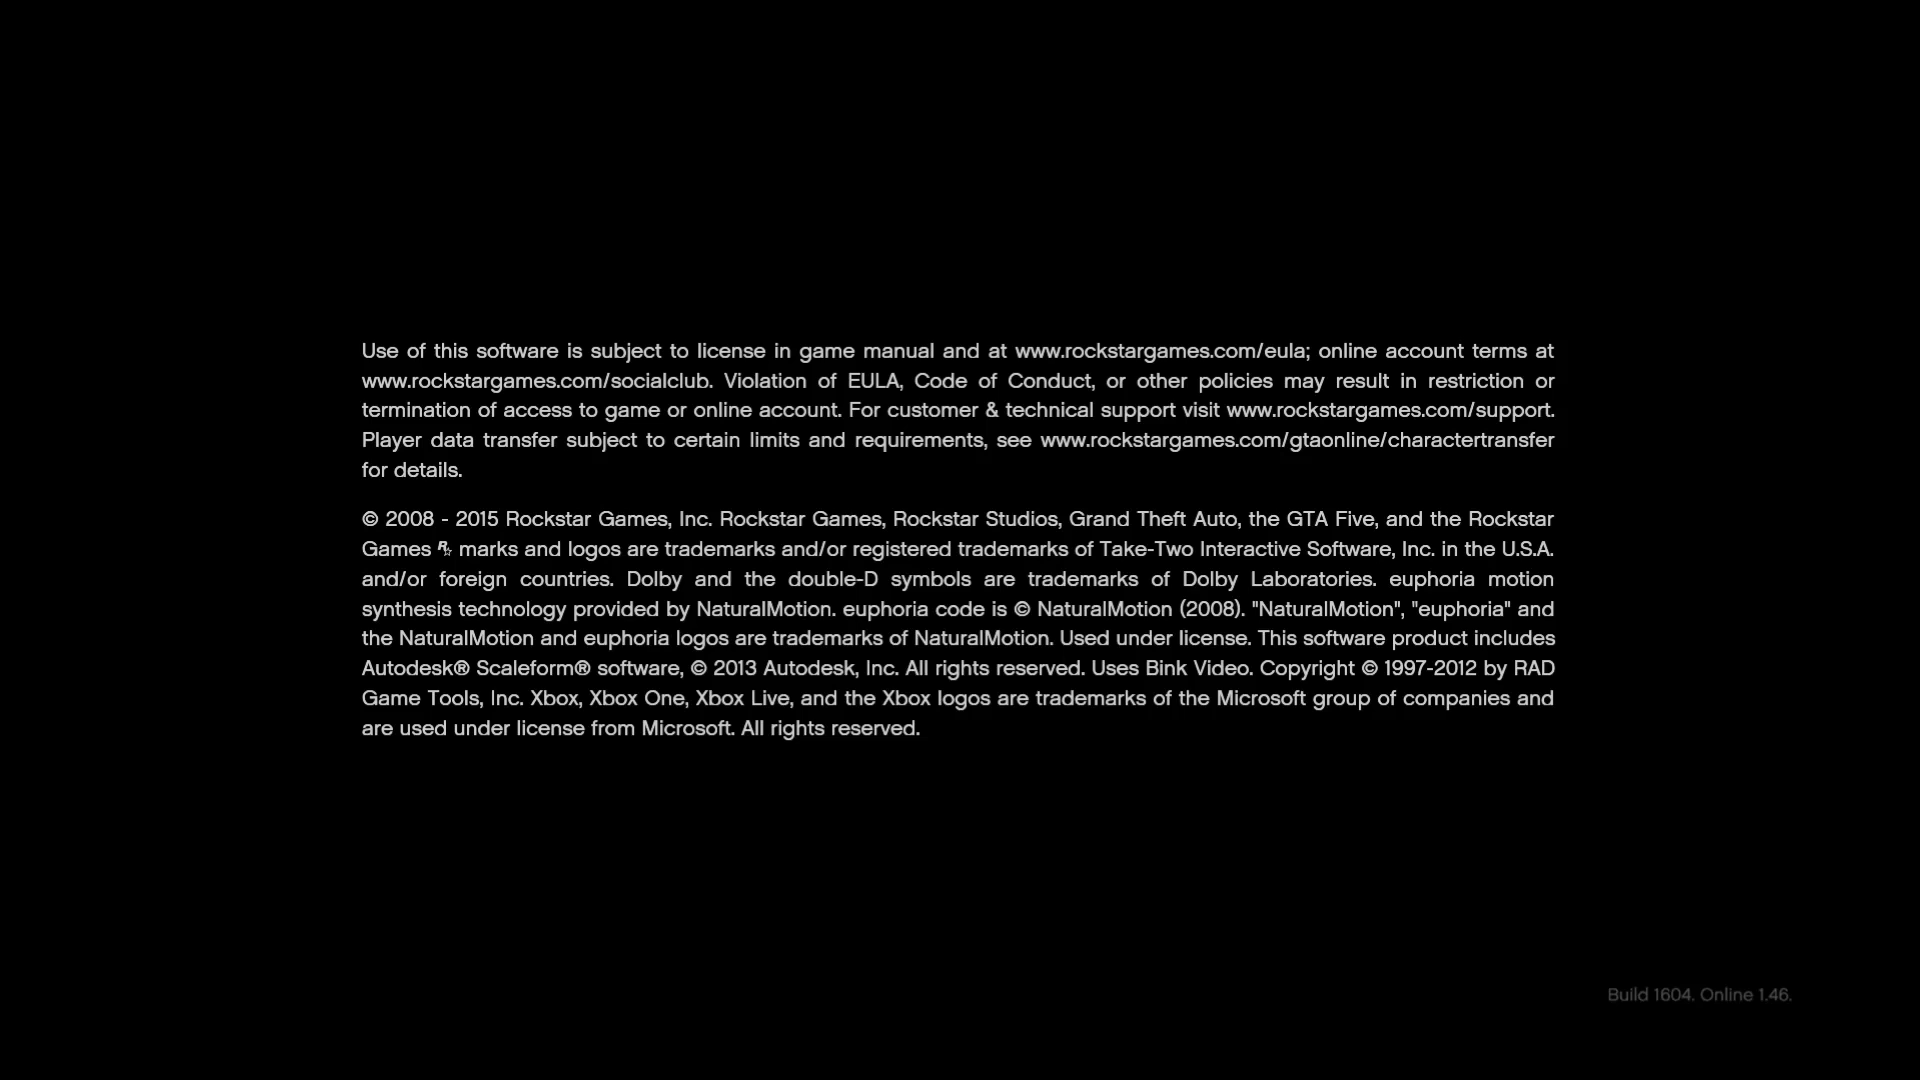 Use of this software is subject to license in game manual and at www.rockstargames.com/eula; online account terms at
www.rockstargames.com/socialclub. Violation of EULA, Code of Conduct, or other policies may result in restriction or
termination of access to game or online account. For customer & technical support visit www.rockstargames.com/support.
Player data transfer subject to certain limits and requirements, see www.rockstargames.com/gtaonline/charactertransfer
for details.
© 2008 - 2015 Rockstar Games, Inc. Rockstar Games, Rockstar Studios, Grand Theft Auto, the GTA Five, and the Rockstar
Games R☆ marks and logos are trademarks and/or registered trademarks of Take-Two Interactive Software, Inc. in the U.S.A.
and/or foreign countries. Dolby and the double-D symbols are trademarks of Dolby Laboratories. euphoria motion
synthesis technology provided by NaturalMotion. euphoria code is © NaturalMotion (2008). "NaturalMotion", "euphoria" and
the NaturalMotion and euphoria logos are trademarks of NaturalMotion. Used under license. This software product includes
Autodesk® Scaleform® software, © 2013 Autodesk, Inc. All rights reserved. Uses Bink Video. Copyright © 1997-2012 by RAD
Game Tools, Inc. Xbox, Xbox One, Xbox Live, and the Xbox logos are trademarks of the Microsoft group of companies and
are used under license from Microsoft. All rights reserved.
Build 1604. Online 1.46.